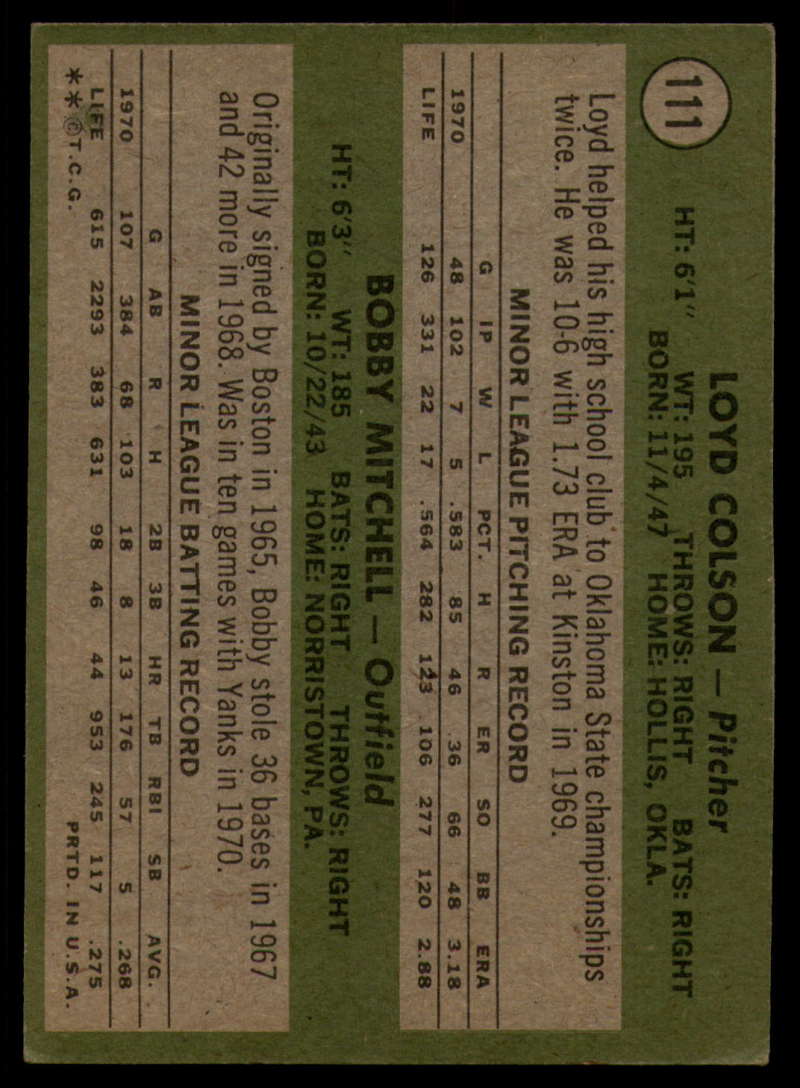 111
LOYD COLSON — Pitcher
HT: 6'1" WT: 195 THROWS: RIGHT BATS: RIGHT
BORN: 11/4/47 HOME: HOLLIS, OKLA.
Loyd helped his high school club to Oklahoma State championships
twice. He was 10-6 with 1.73 ERA at Kinston in 1969.
MINOR LEAGUE PITCHING RECORD
G IP W L PCT. H R ER SO BB ERA
1970 48 102 7 5 .583 85 46 36 66 48 3.18
LIFE 126 331 22 17 .564 282 123 106 277 120 2.88
BOBBY MITCHELL — Outfield
HT: 6'3" WT: 185 BATS: RIGHT THROWS: RIGHT
BORN: 10/22/43 HOME: NORRISTOWN, PA.
Originally signed by Boston in 1965, Bobby stole 36 bases in 1967
and 42 more in 1968. Was in ten games with Yanks in 1970.
MINOR LEAGUE BATTING RECORD
G AB R H 2B 3B HR TB RBI SB AVG.
1970 107 384 68 103 18 8 13 176 57 5 .268
LIFE 615 2293 383 631 98 46 44 953 245 117 .275
**©T.C.G. PRTD. IN U.S.A.